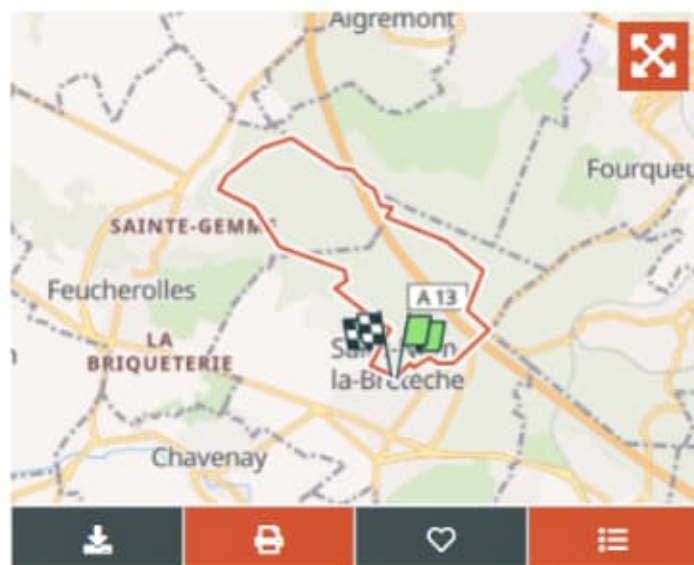 Aigremont
Fourqueu
SAINTE-GEMM
Feucherolles
A 13
LA
BRIQUETERIE
la-Bretèche
Chavenay